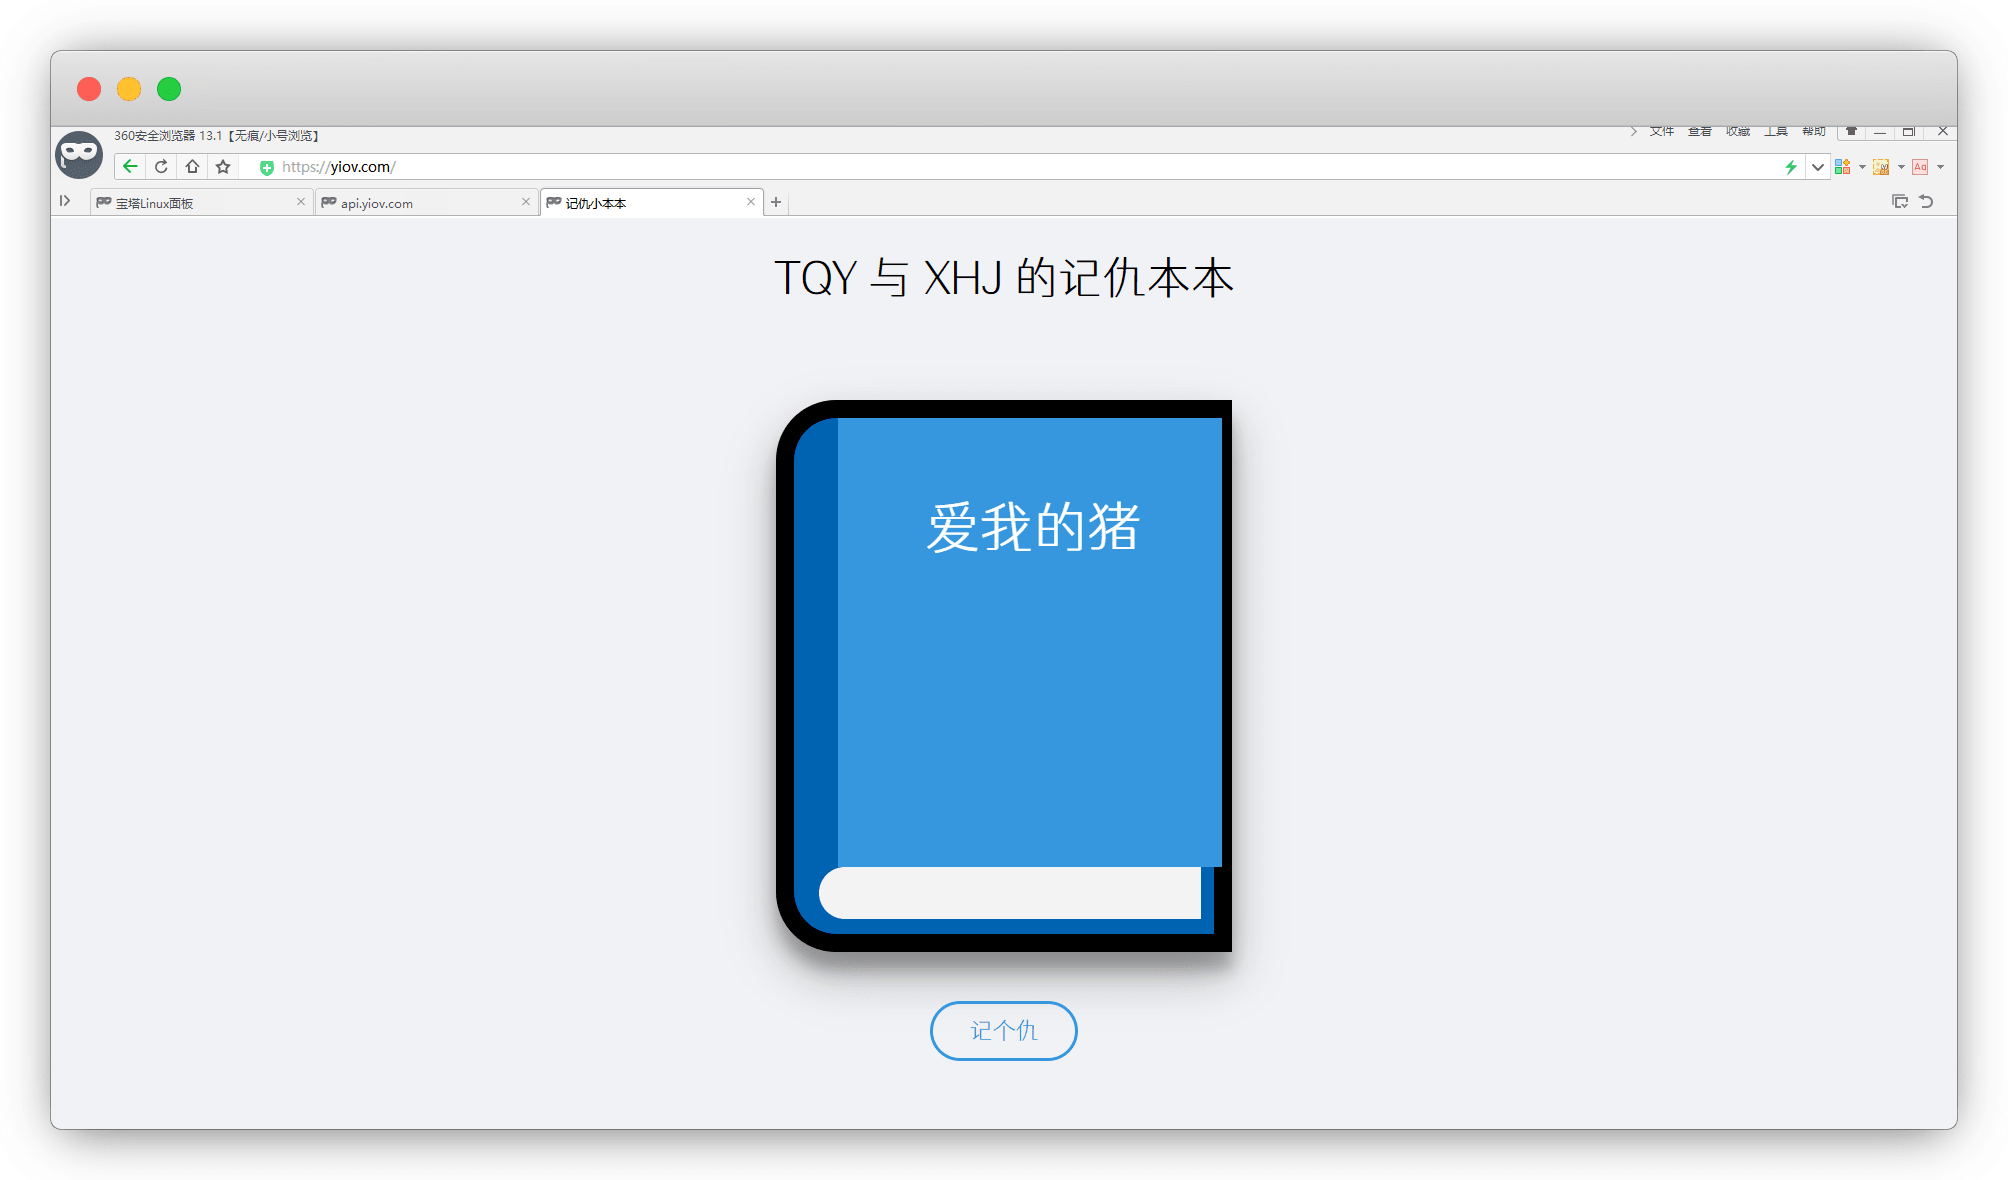 360安全浏览器 13.1【无痕/小号浏览】
文件 查看 收藏 工具 帮助
https://yiov.com/
宝塔Linux面板 api.yiov.com 记仇小本本
TQY 与 XHJ 的记仇本本
爱我的猪
记个仇